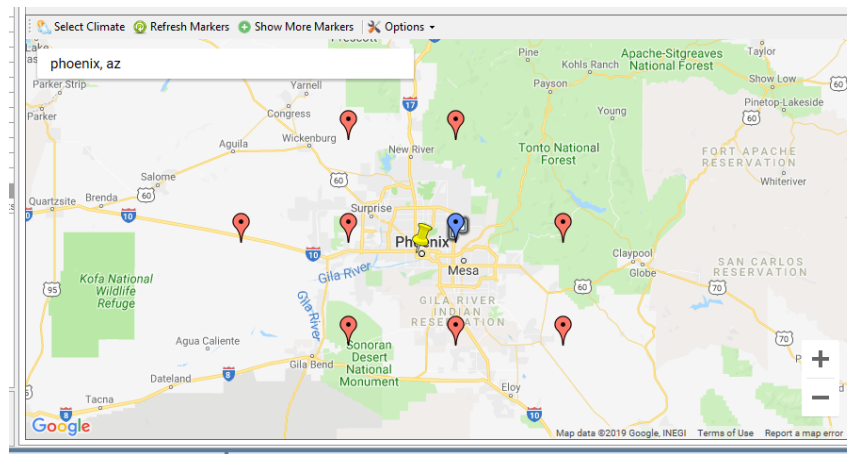 Select Climate Refresh Markers Show More Markers Options
Prescott
phoenix, az
Pine
Kohls Ranch
Apache-Sitgreaves
National Forest
Taylor
Parker Strip
Yarnell
Payson
Show Low
60
Parker
Congress
17
Young
Pinetop-Lakeside
60
Aguila
Wickenburg
New River
Tonto National
Forest
FORT APACHE
RESERVATION
Salome
60
Whiteriver
Quartzsite
Brenda
60
Surprise
10
Phoenix
10
Mesa
Claypool
Globe
SAN CARLOS
RESERVATION
Gila River
Kofa National
Wildlife
Refuge
95
60
70
Gila River
GILA RIVER
INDIAN
RESERVATION
Agua Caliente
Sonoran
Desert
National
Monument
70
Gila Bend
Dateland
8
Eloy
Tacna
8
10
Google
Map data ©2019 Google, INEGI Terms of Use Report a map error